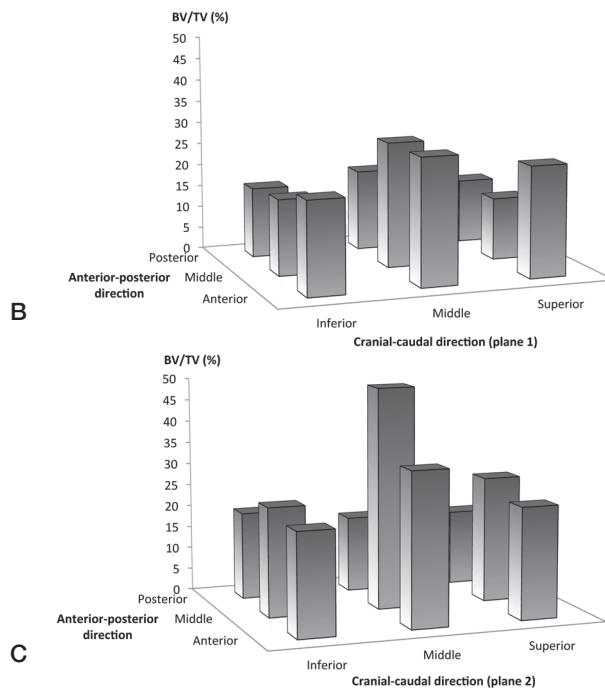 BV/TV (%)
50
45
40
35
30
25
20
15
10
5
0
Posterior
Anterior-posterior
direction
Middle
Anterior
Inferior
Middle
Superior
B
Cranial-caudal direction (plane 1)
BV/TV (%)
50
45
40
35
30
25
20
15
10
5
0
Posterior
Anterior-posterior
direction
Middle
Anterior
Inferior
Middle
Superior
C
Cranial-caudal direction (plane 2)